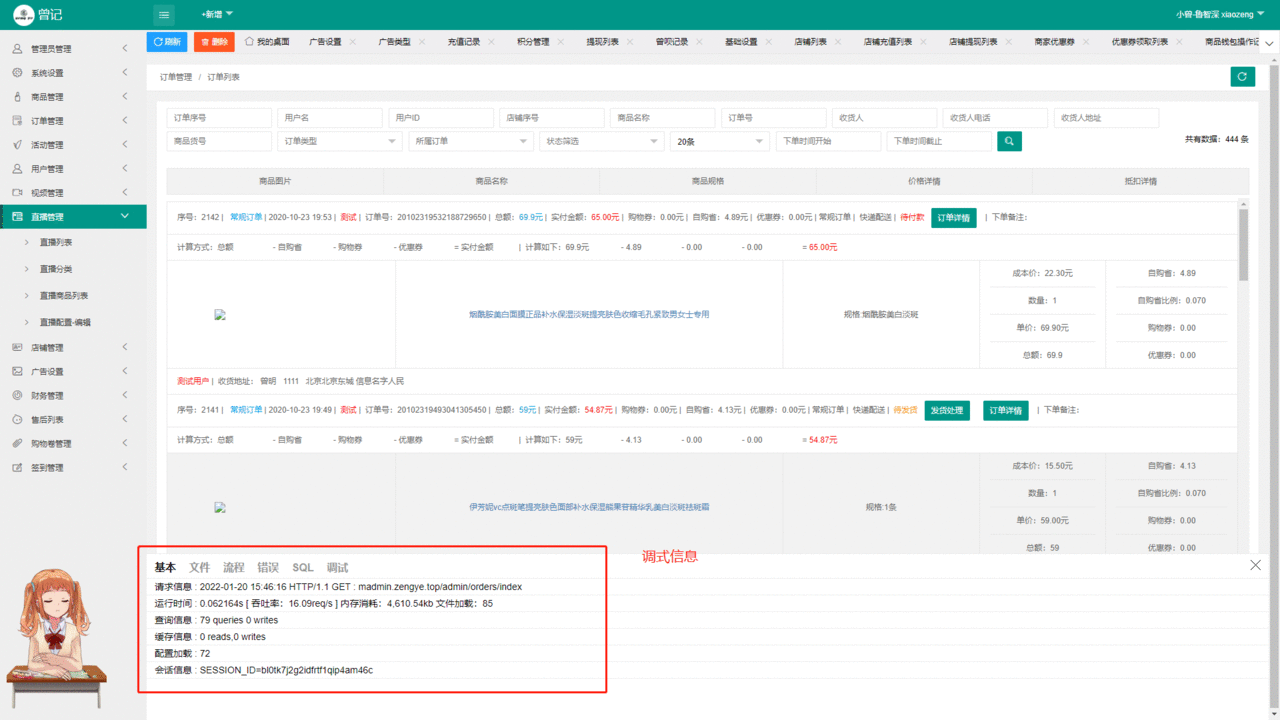 曾记
+新增
小曾-鲁智深 xiaozeng
刷新 删除 我的桌面 广告设置 广告类型 充值记录 积分管理 提现列表 曾呗记录 基础设置 店铺列表 店铺充值列表 店铺提现列表 商家优惠券 优惠券领取列表 商品钱包操作记
管理员管理
系统设置
商品管理
订单管理
活动管理
用户管理
视频管理
直播管理
直播列表
直播分类
直播商品列表
直播配置-编辑
店铺管理
广告设置
财务管理
售后列表
购物卷管理
签到管理
订单管理 / 订单列表
订单序号 用户名 用户ID 店铺序号 商品名称 订单号 收货人 收货人电话 收货人地址
商品货号 订单类型 所属订单 状态筛选 20条 下单时间开始 下单时间截止
共有数据：444 条
商品图片 商品名称 商品规格 价格详情 抵扣详情
序号：2142 | 常规订单 | 2020-10-23 19:53 | 测试 | 订单号：20102319532188729650 | 总额：69.9元 | 实付金额：65.00元 | 购物券：0.00元 | 自购省：4.89元 | 优惠券：0.00元 | 常规订单 | 快递配送 | 待付款 订单详情 | 下单备注:
计算方式：总额 - 自购省 - 购物券 - 优惠券 = 实付金额 | 计算如下：69.9元 - 4.89 - 0.00 - 0.00 = 65.00元
烟酰胺美白面膜正品补水保湿淡斑提亮肤色收缩毛孔紧致男女士专用
规格 烟酰胺美白淡斑
成本价：22.30元
数量：1
单价：69.90元
总额：69.9
自购省：4.89
自购省比例：0.070
购物券：0.00
优惠券：0.00
测试用户 | 收货地址： 曾明 1111 北京北京东城 信息名字人民
序号：2141 | 常规订单 | 2020-10-23 19:49 | 测试 | 订单号：20102319493041305450 | 总额：59元 | 实付金额：54.87元 | 购物券：0.00元 | 自购省：4.13元 | 优惠券：0.00元 | 常规订单 | 快递配送 | 待发货 发货处理 订单详情 | 下单备注:
计算方式：总额 - 自购省 - 购物券 - 优惠券 = 实付金额 | 计算如下：59元 - 4.13 - 0.00 - 0.00 = 54.87元
伊芳妮vc点斑笔提亮肤色面部补水保湿熊果苷精华乳美白淡斑祛斑霜
规格:1条
成本价：15.50元
数量：1
单价：59.00元
总额：59
自购省：4.13
自购省比例：0.070
购物券：0.00
优惠券：0.00
调式信息
基本 文件 流程 错误 SQL 调试
请求信息 : 2022-01-20 15:46:16 HTTP/1.1 GET : madmin.zengye.top/admin/orders/index
运行时间 : 0.062164s [ 吞吐率：16.09req/s ] 内存消耗：4,610.54kb 文件加载：85
查询信息 : 79 queries 0 writes
缓存信息 : 0 reads,0 writes
配置加载 : 72
会话信息 : SESSION_ID=bl0tk7j2g2idfrtf1qip4am46c